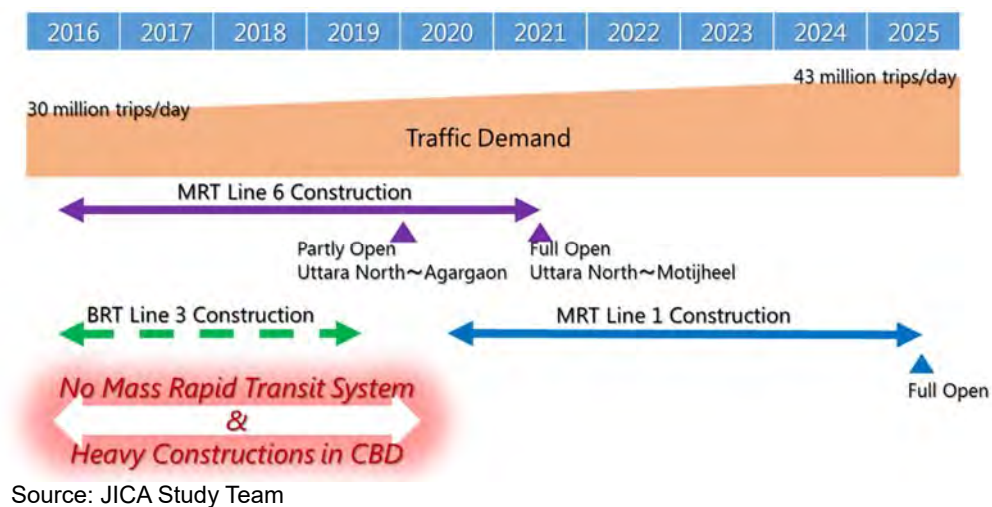 2016 2017 2018 2019 2020 2021 2022 2023 2024 2025
43 million trips/day
30 million trips/day
Traffic Demand
MRT Line 6 Construction
Partly Open
Uttara North~Agargaon
Full Open
Uttara North~Motijheel
BRT Line 3 Construction
MRT Line 1 Construction
Full Open
No Mass Rapid Transit System
&
Heavy Constructions in CBD
Source: JICA Study Team